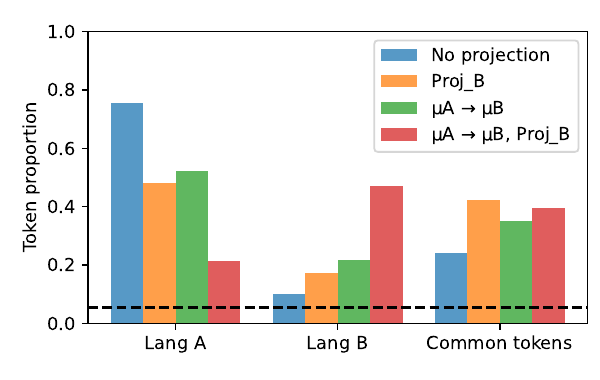 1.0
0.8
0.6
0.4
0.2
0.0
Token proportion
No projection
Proj_B
μA → μB
μA → μB, Proj_B
Lang A
Lang B
Common tokens